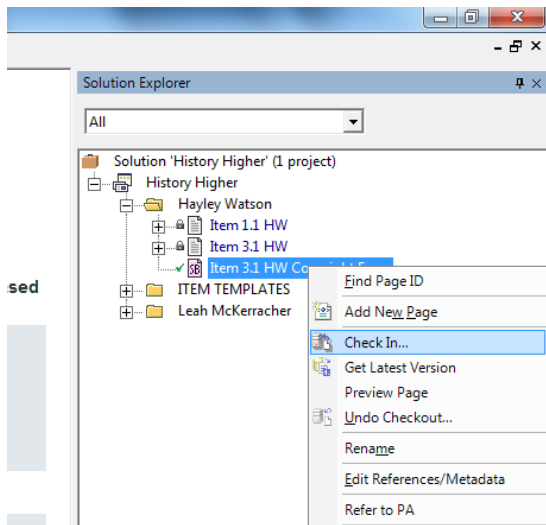 Solution Explorer
All
Solution 'History Higher' (1 project)
History Higher
Hayley Watson
Item 1.1 HW
Item 3.1 HW
Item 3.1 HW
ITEM TEMPLATES
Leah McKerracher
sed
Find Page ID
Add New Page
Check In...
Get Latest Version
Preview Page
Undo Checkout...
Rename
Edit References/Metadata
Refer to PA